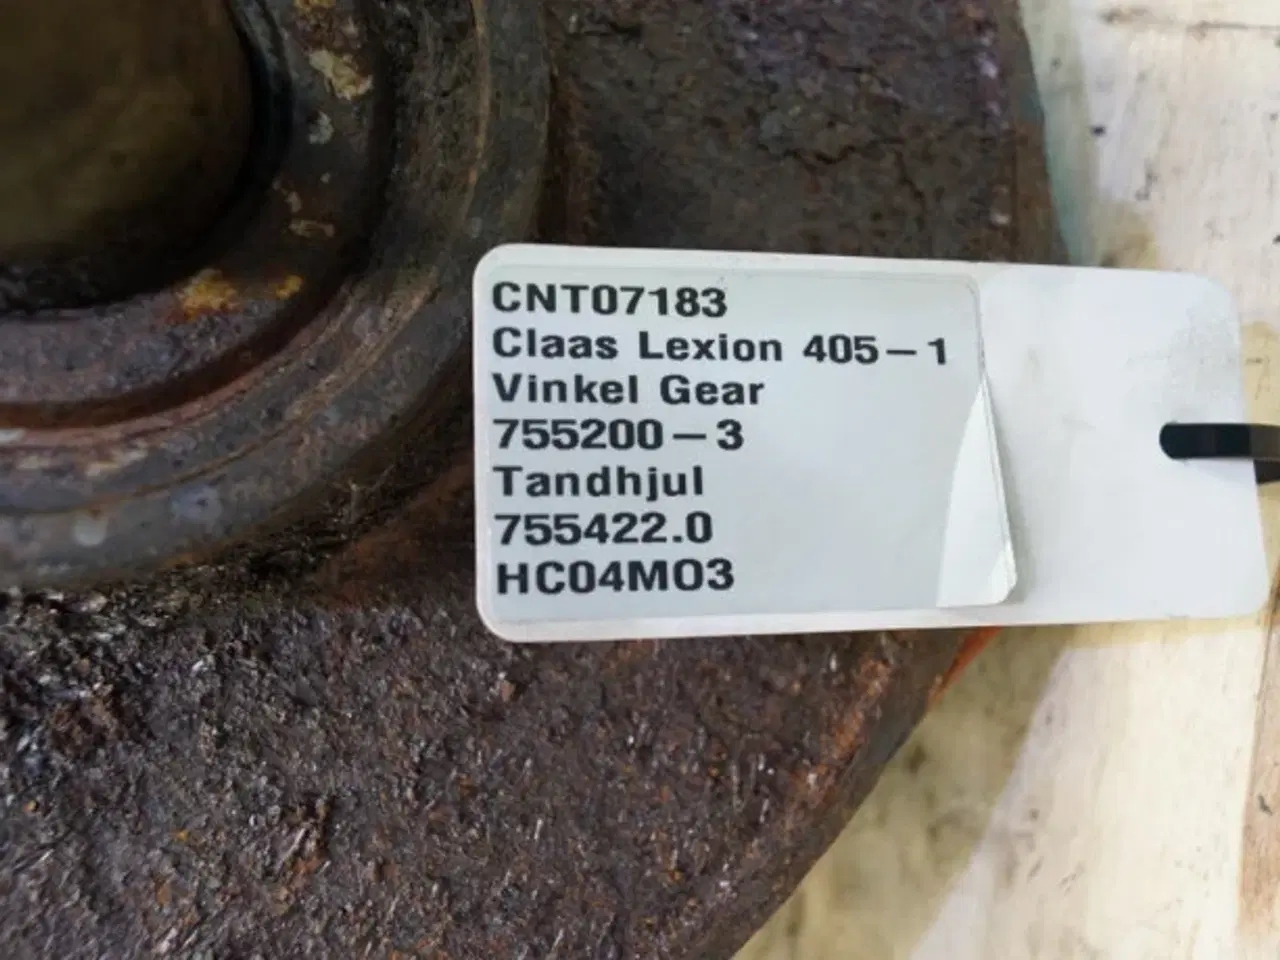 CNT07183
Claas Lexion 405-1
Vinkel Gear
755200-3
Tandhjul
755422.0
HC04M03